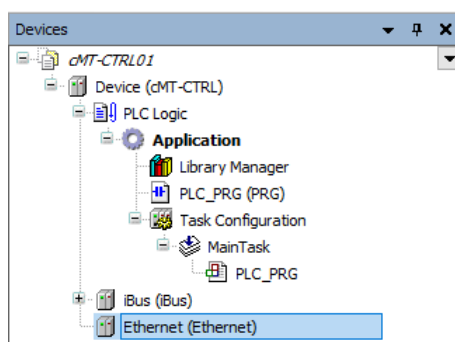 Devices
cMT-CTRL01
Device (cMT-CTRL)
PLC Logic
Application
Library Manager
PLC_PRG (PRG)
Task Configuration
MainTask
PLC_PRG
iBus (iBus)
Ethernet (Ethernet)